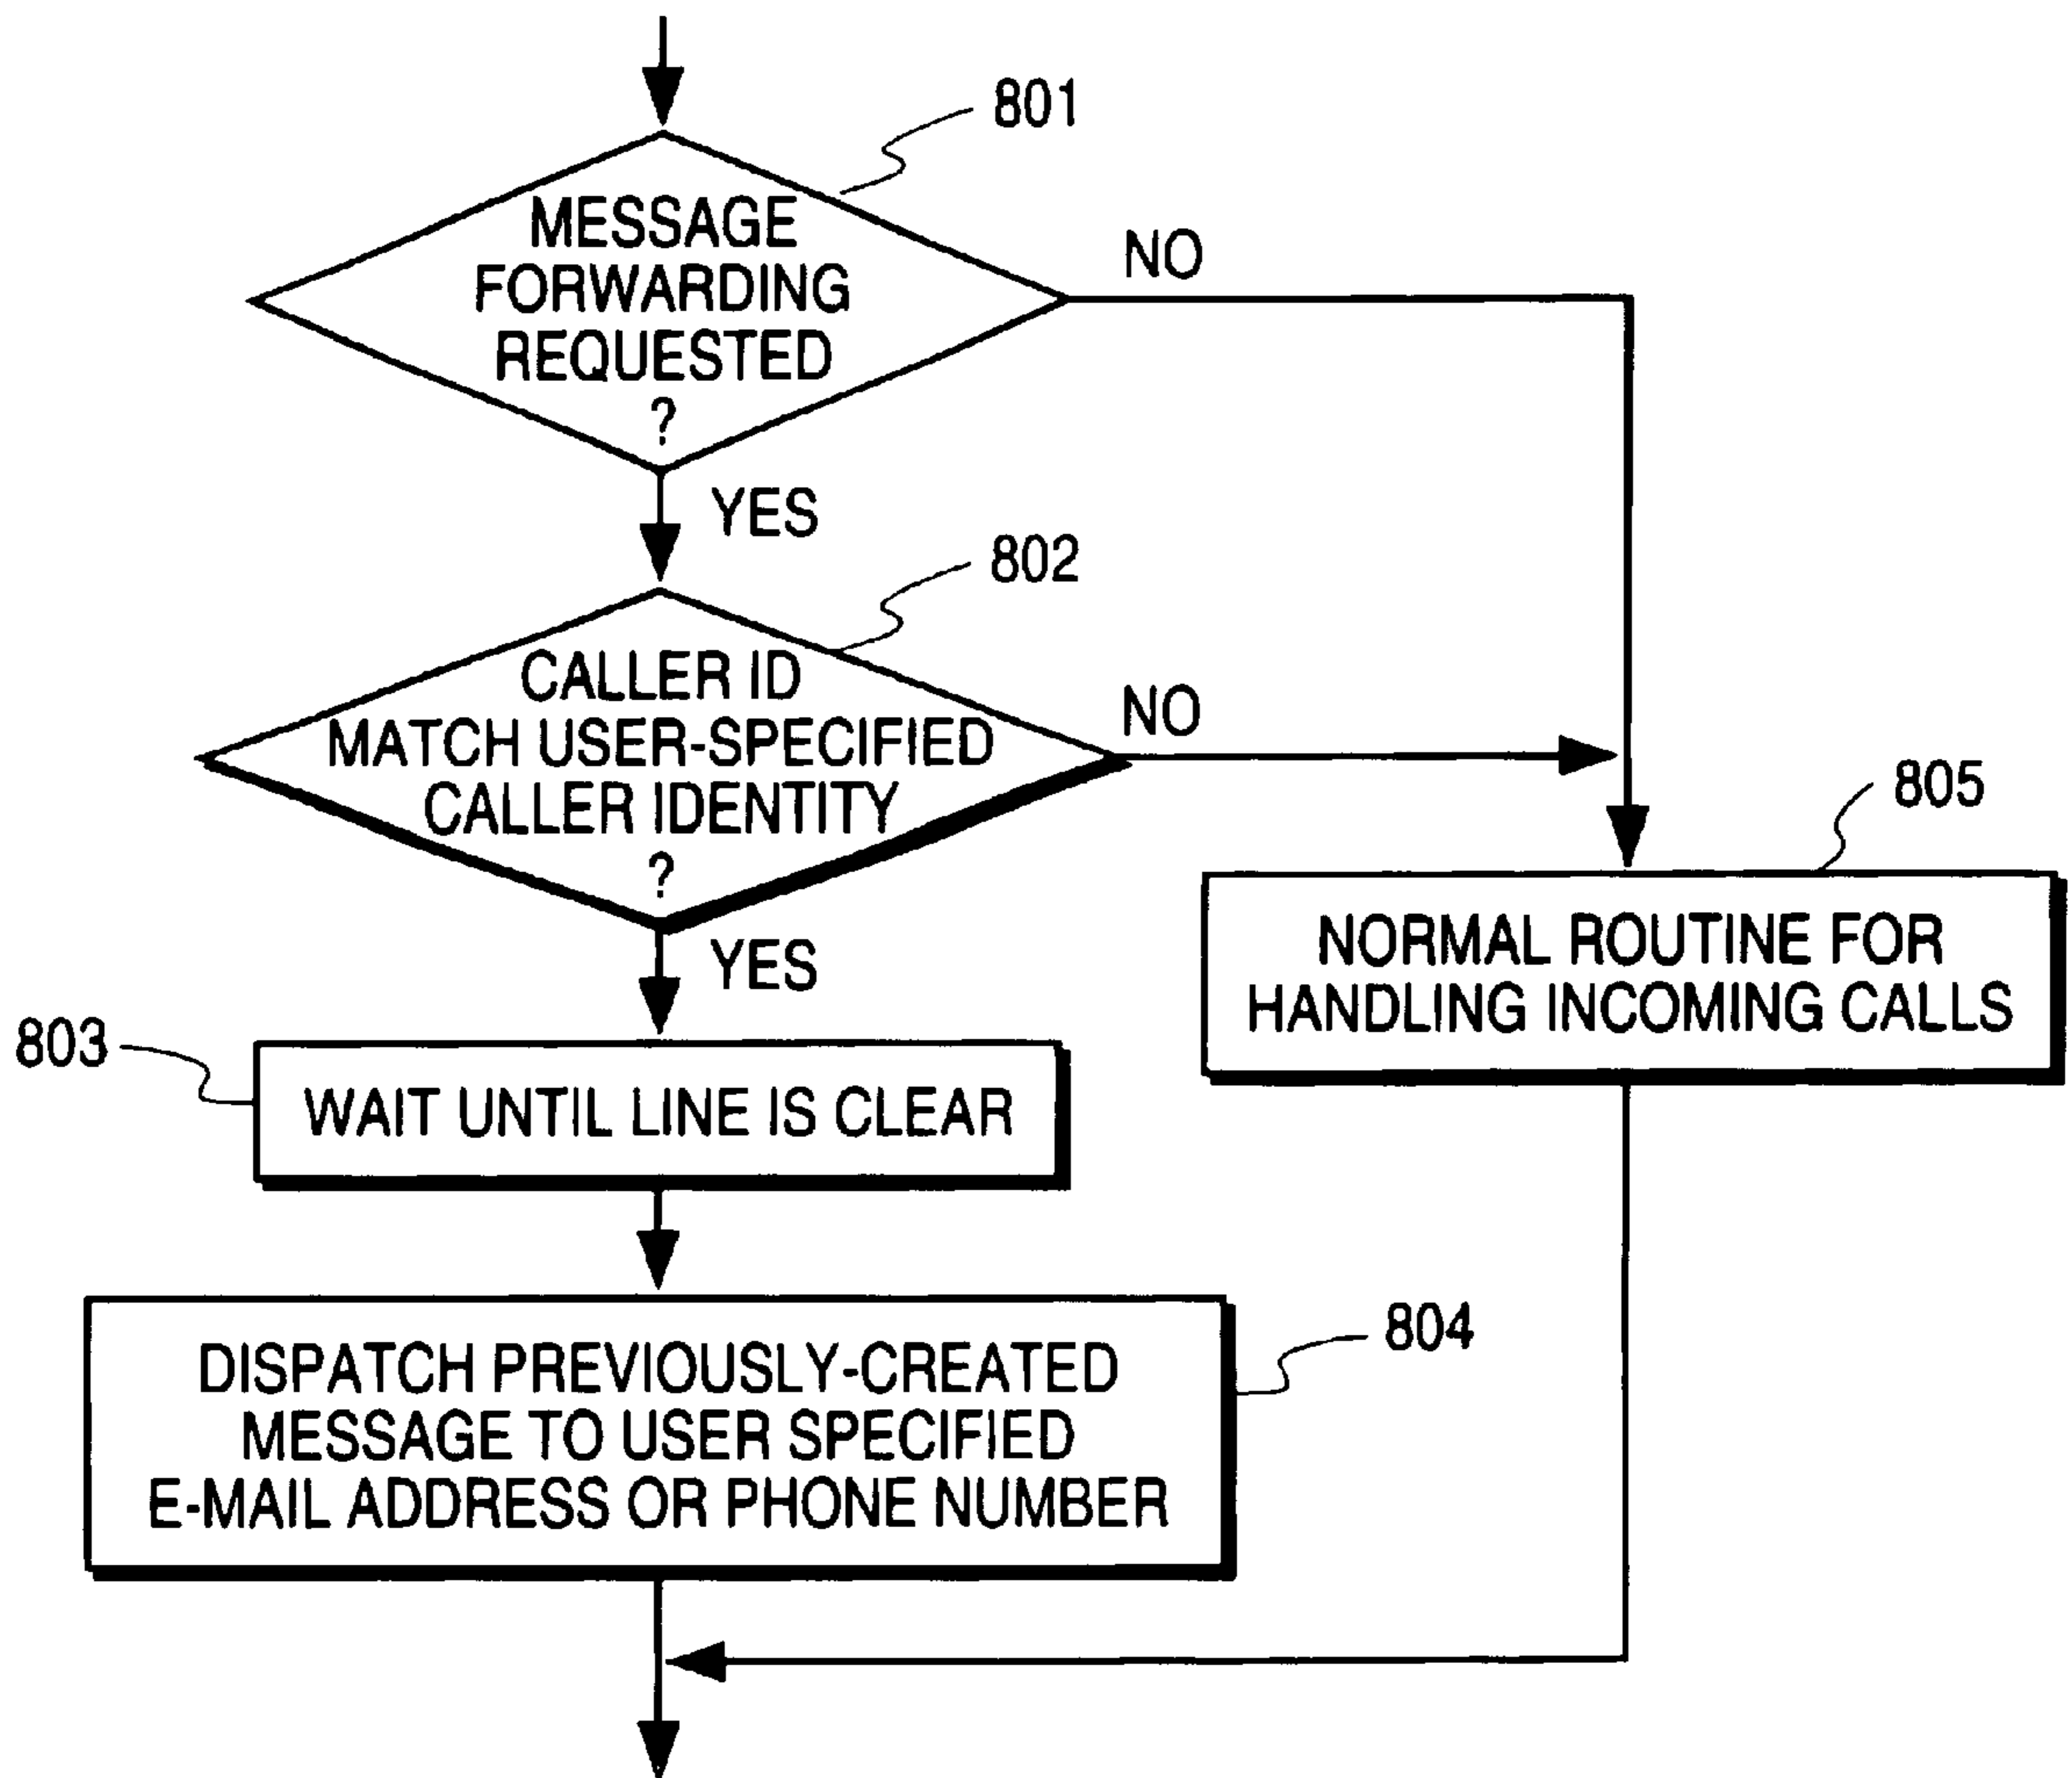 801
MESSAGE
FORWARDING
REQUESTED
?
NO
YES
802
CALLER ID
MATCH USER-SPECIFIED
CALLER IDENTITY
?
NO
YES
805
NORMAL ROUTINE FOR
HANDLING INCOMING CALLS
803
WAIT UNTIL LINE IS CLEAR
804
DISPATCH PREVIOUSLY-CREATED
MESSAGE TO USER SPECIFIED
E-MAIL ADDRESS OR PHONE NUMBER